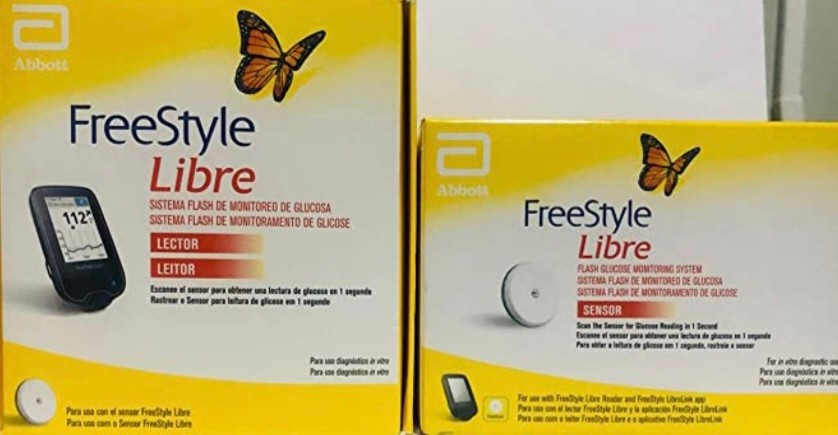 Abbott
FreeStyle
Libre
SISTEMA FLASH DE MONITOREO DE GLUCOSA
SISTEMA FLASH DE MONITORAMENTO DE GLICOSE
LECTOR
LEITOR
112
Escanee el sensor para obtener una lectura de glucosa en 1 segundo
Rastrear o Sensor para leitura de glicose em 1 segundo
Para uso diagnóstico in vitro
Para uso diagnóstico in vitro
Para uso con el sensor FreeStyle Libre
Para uso com o Sensor FreeStyle Libre
Abbott
FreeStyle
Libre
FLASH GLUCOSE MONITORING SYSTEM
SISTEMA FLASH DE MONITOREO DE GLUCOSA
SISTEMA FLASH DE MONITORAMENTO DE GLICOSE
SENSOR
Scan the Sensor for Glucose Reading in 1 Second
Escanee el sensor para obtener una lectura de glucosa en 1 segundo
Para obter a leitura de glicose em 1 segundo, rastreie o sensor
For in vitro diagnostic use
Para uso diagnóstico in vitro
Para uso diagnóstico in vitro
For use with FreeStyle Libre Reader and FreeStyle LibreLink app
Para uso con el lector FreeStyle Libre y la aplicación FreeStyle LibreLink
Para uso com o leitor FreeStyle Libre e o aplicativo FreeStyle LibreLink